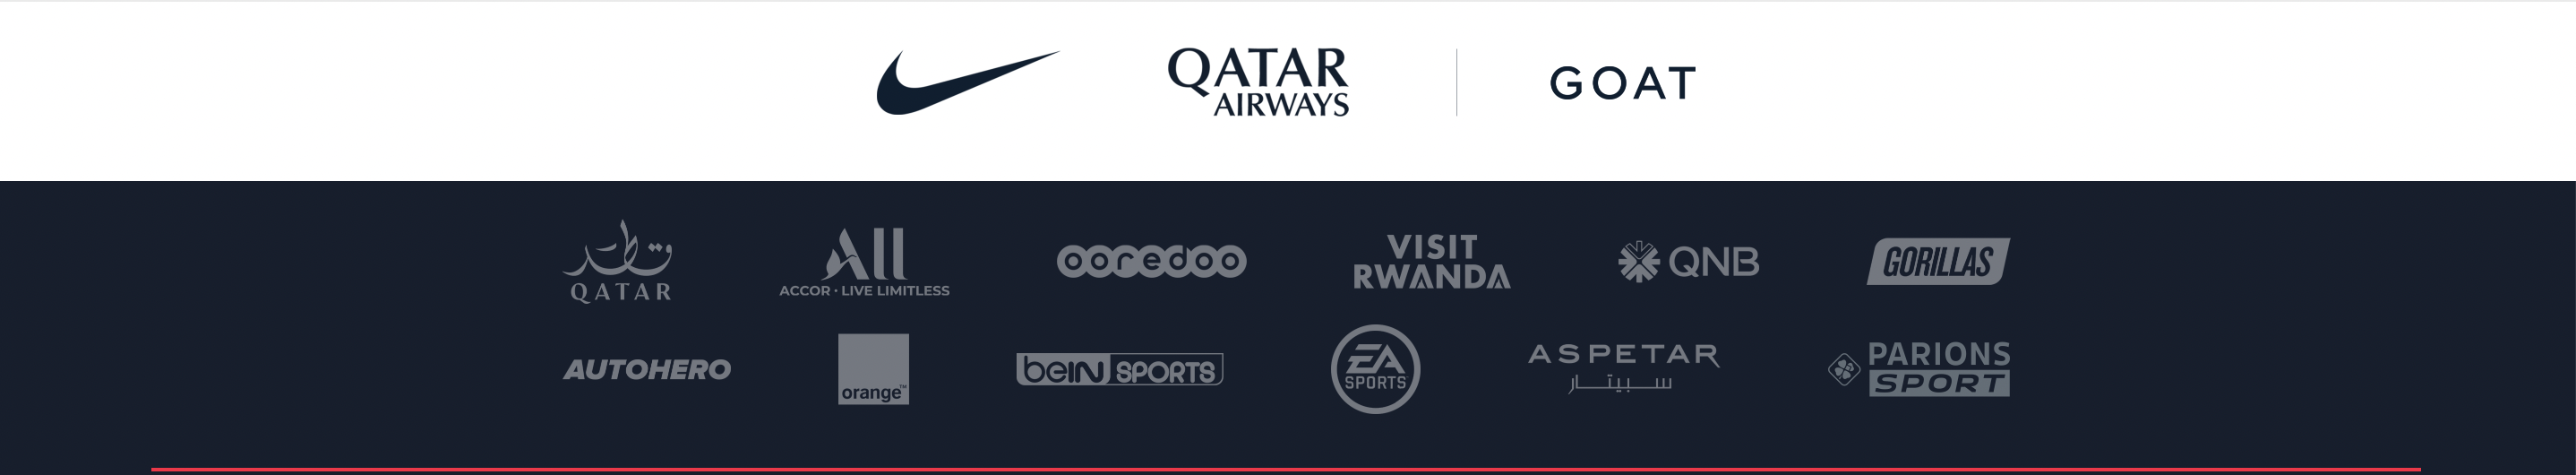 QATAR
AIRWAYS
GOAT
قطر
QATAR
ALL
ACCOR • LIVE LIMITLESS
ooredoo
VISIT
RWANDA
QNB
GORILLAS
AUTOHERO
orange™
beIN SPORTS
EA
SPORTS
ASPETAR
سبيتار
PARIONS
SPORT